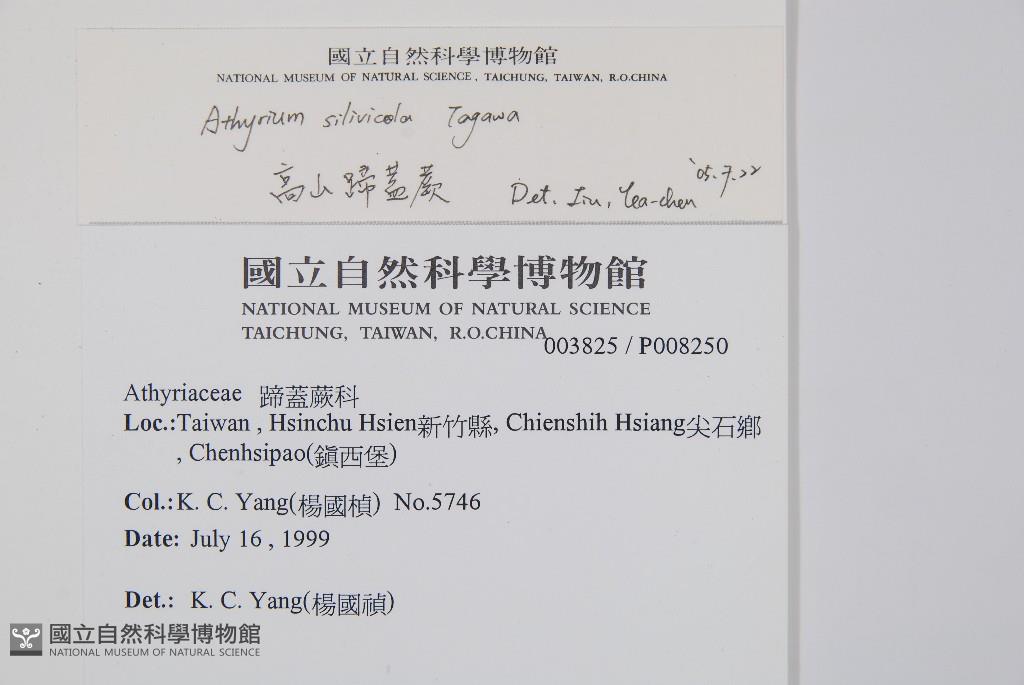 國立自然科學博物館
NATIONAL MUSEUM OF NATURAL SCIENCE, TAICHUNG, TAIWAN, R.O.CHINA
Athyrium silivicola Tagawa
高山蹄蓋蕨 Det. Liu, Yea-chen '05.7.22
國立自然科學博物館
NATIONAL MUSEUM OF NATURAL SCIENCE
TAICHUNG, TAIWAN, R.O.CHINA
003825 / P008250
Athyriaceae 蹄蓋蕨科
Loc.:Taiwan , Hsinchu Hsien新竹縣, Chienshih Hsiang尖石鄉
, Chenhsipao(鎮西堡)
Col.:K. C. Yang(楊國楨) No.5746
Date: July 16 , 1999
Det.: K. C. Yang(楊國禎)
國立自然科學博物館
NATIONAL MUSEUM OF NATURAL SCIENCE